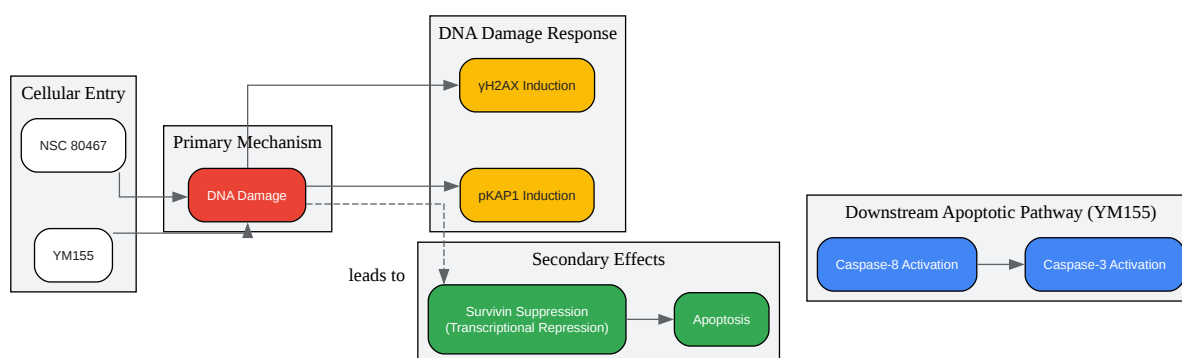 Cellular Entry
NSC 80467
YM155
Primary Mechanism
DNA Damage
DNA Damage Response
γH2AX Induction
pKAP1 Induction
leads to
Secondary Effects
Survivin Suppression
(Transcriptional Repression)
Apoptosis
Downstream Apoptotic Pathway (YM155)
Caspase-8 Activation
Caspase-3 Activation